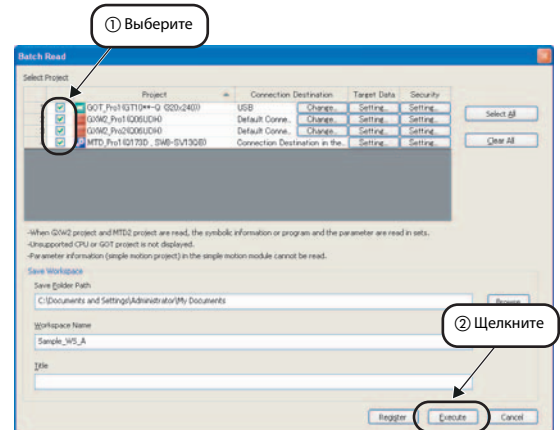 ① Выберите
Batch Read
Select Project
Project Connection Destination Target Data Security
GOT_Pro1(GT10**-Q (320x240)) USB Change... Setting... Setting...
GXW2_Pro1(Q06UDH) Default Conne... Change... Setting... Setting...
GXW2_Pro2(Q06UDH) Default Conne... Change... Setting... Setting...
MTD_Pro1(Q173D , SW8-SV13QB) Connection Destination in the... Setting... Setting...
Select All
Clear All
-When GXW2 project and MTD2 project are read, the symbolic information or program and the parameter are read in sets.
-Unsupported CPU or GOT project is not displayed.
-Parameter information (simple motion project) in the simple motion module cannot be read.
Save Workspace
Save Folder Path
C:\Documents and Settings\Administrator\My Documents
Browse
② Щелкните
Workspace Name
Sample_WS_A
Title
Register Execute Cancel